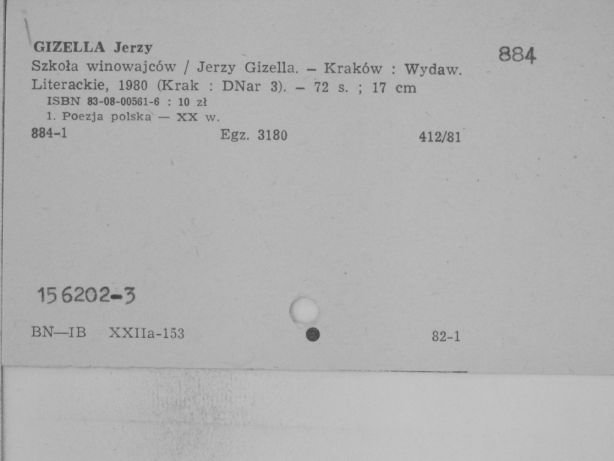 GIZELLA Jerzy
884
Szkoła winowajców / Jerzy Gizella. — Kraków : Wydaw.
Literackie, 1980 (Krak : DNar 3). — 72 s. ; 17 cm
ISBN 83-08-00561-6 : 10 zł
1. Poezja polska — XX w.
884-1 Egz. 3180 412/81
156202-3
BN—IB XXIIa-153 82-1